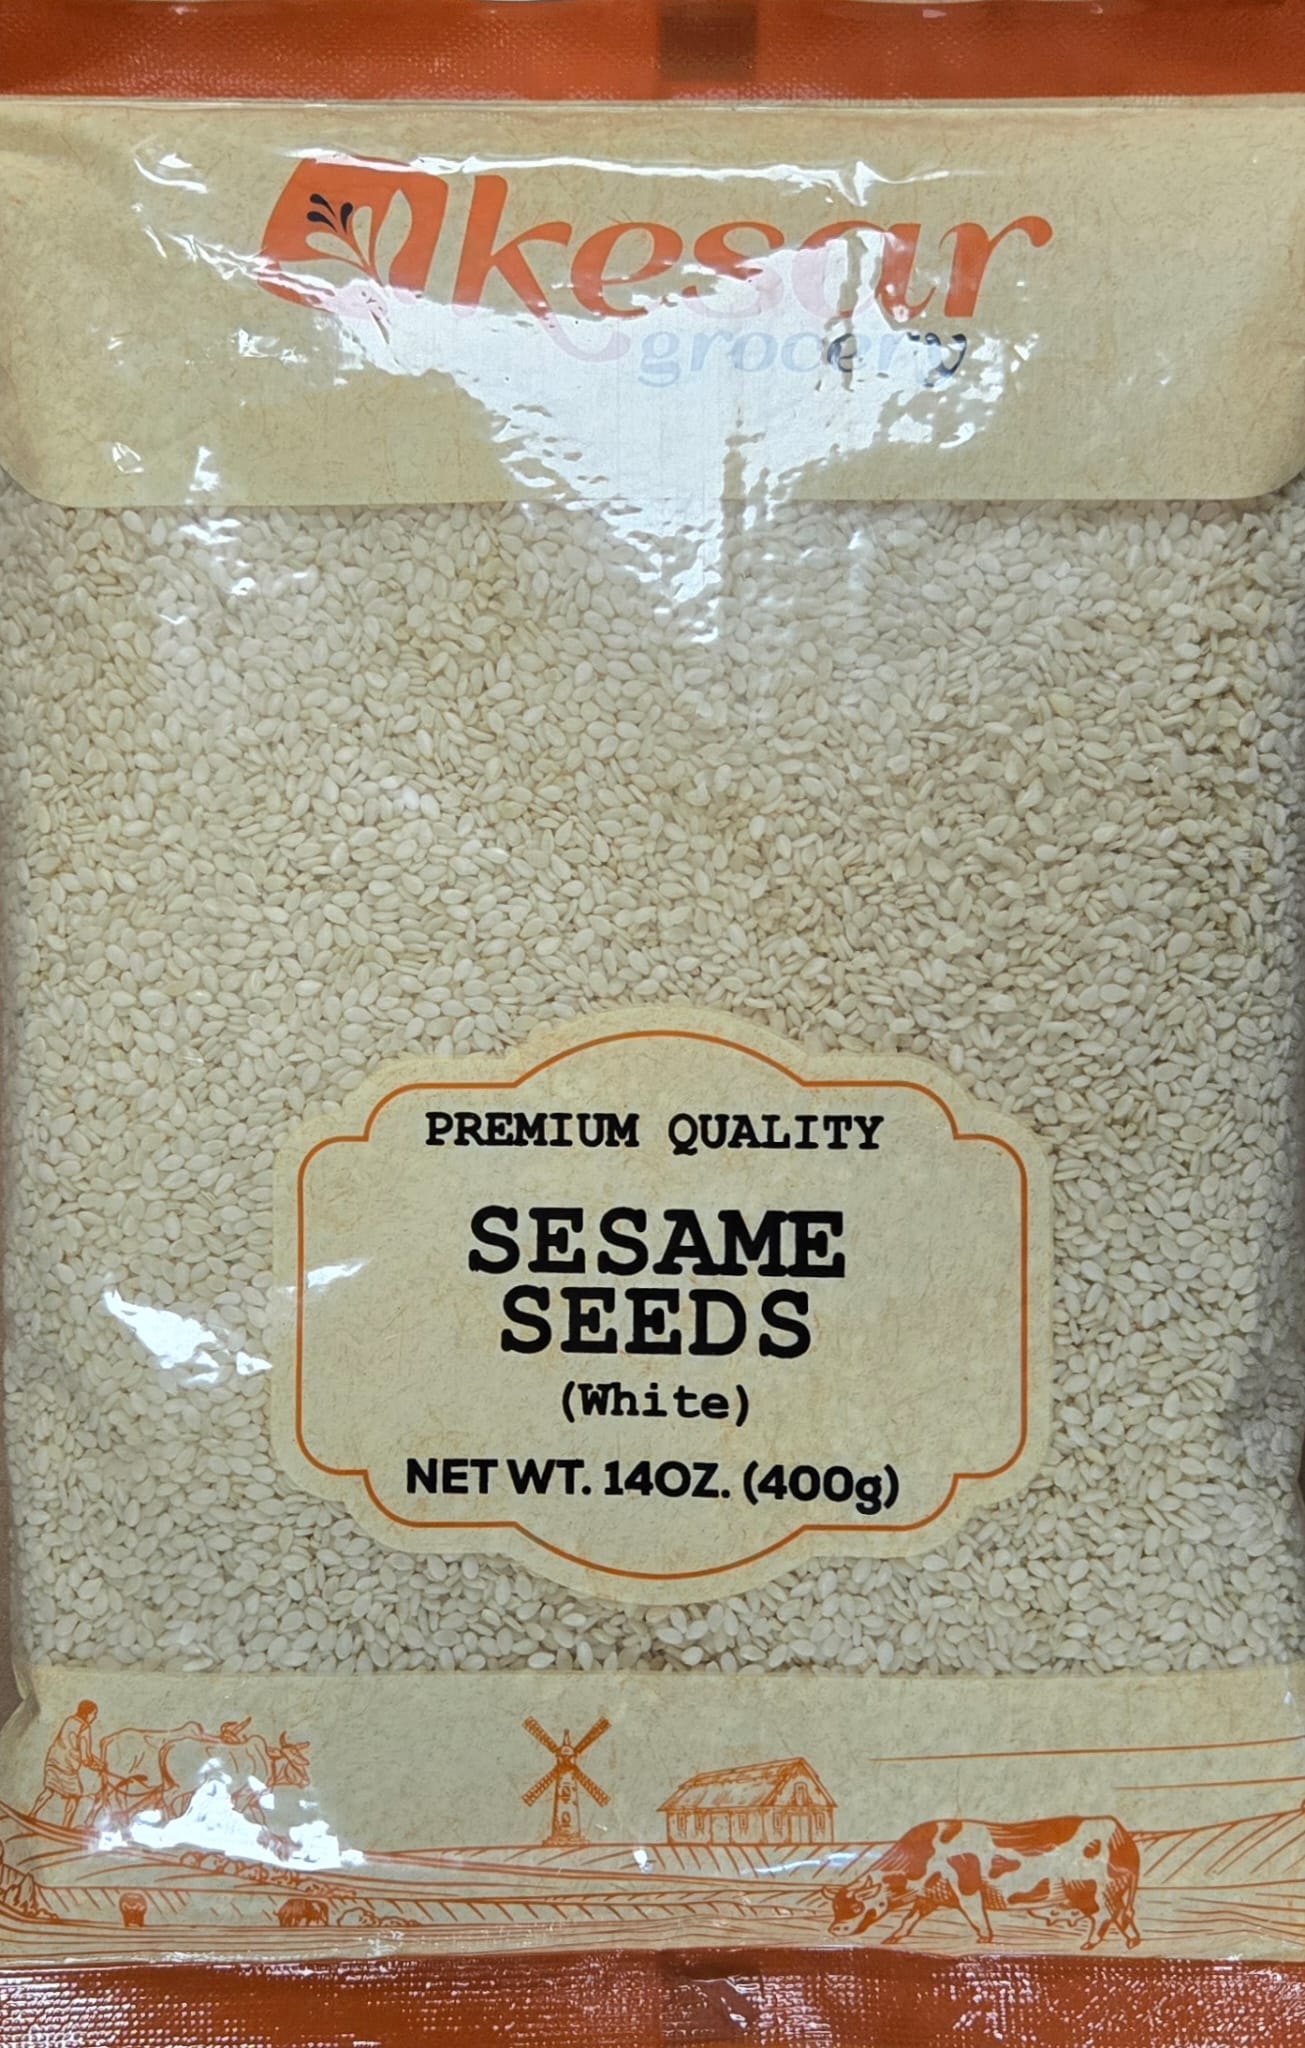 kesar
grocery
PREMIUM QUALITY
SESAME
SEEDS
(White)
NET WT. 14OZ. (400g)